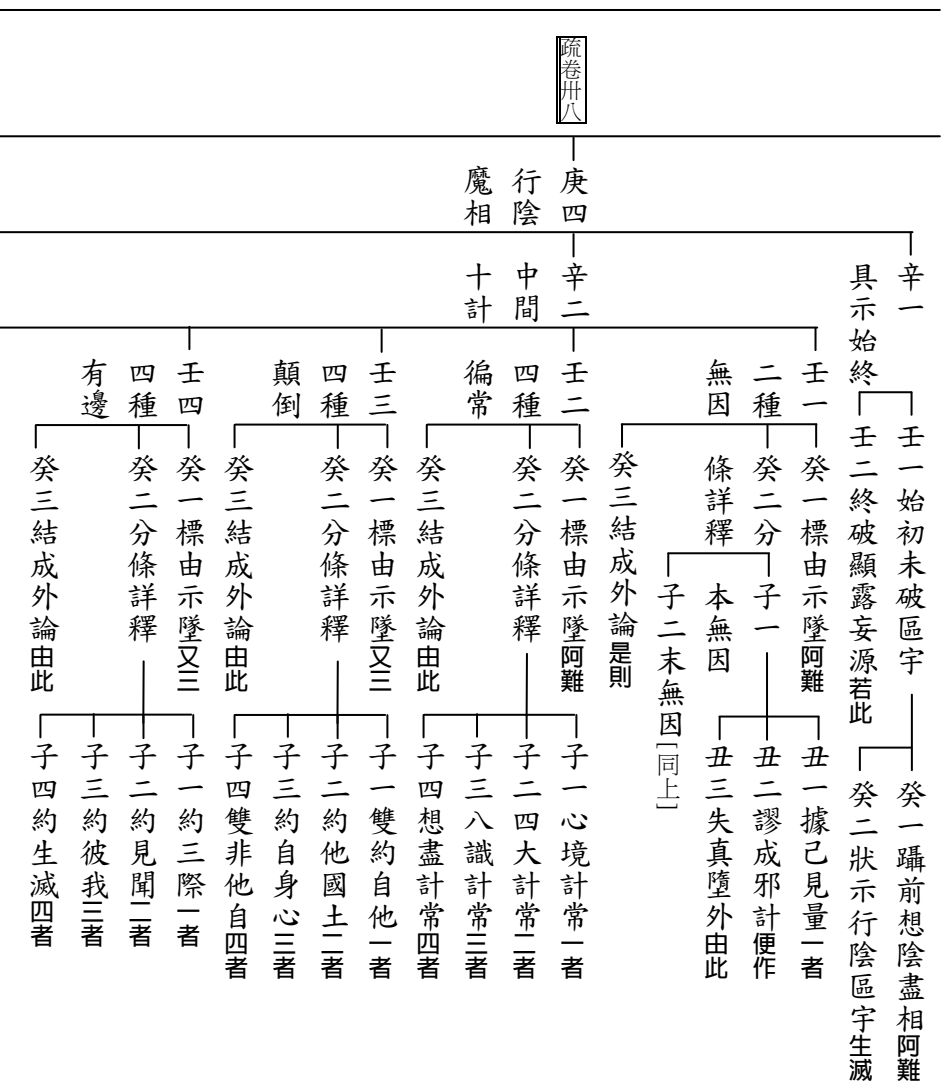 疏卷卅八
庚四
行陰
魔相
辛一
具示始終
壬一始初未破區宇
癸一躡前想陰盡相阿難
癸二狀示行陰區宇生滅
壬二終破顯露妄源若此
辛二
中間
十計
壬一
二種
無因
癸一標由示墜阿難
癸二分
條詳釋
子一
本無因
丑一據己見量一者
丑二謬成邪計便作
丑三失真墮外由此
子二末無因[同上]
癸三結成外論是則
壬二
四種
徧常
癸一標由示墜阿難
癸二分條詳釋
子一心境計常一者
子二四大計常二者
子三八識計常三者
子四想盡計常四者
癸三結成外論由此
壬三
四種
顛倒
癸一標由示墜又三
癸二分條詳釋
子一雙約自他一者
子二約他國土二者
子三約自身心三者
子四雙非他自四者
癸三結成外論由此
壬四
四種
有邊
癸一標由示墜又三
癸二分條詳釋
子一約三際一者
子二約見聞二者
子三約彼我三者
子四約生滅四者
癸三結成外論由此